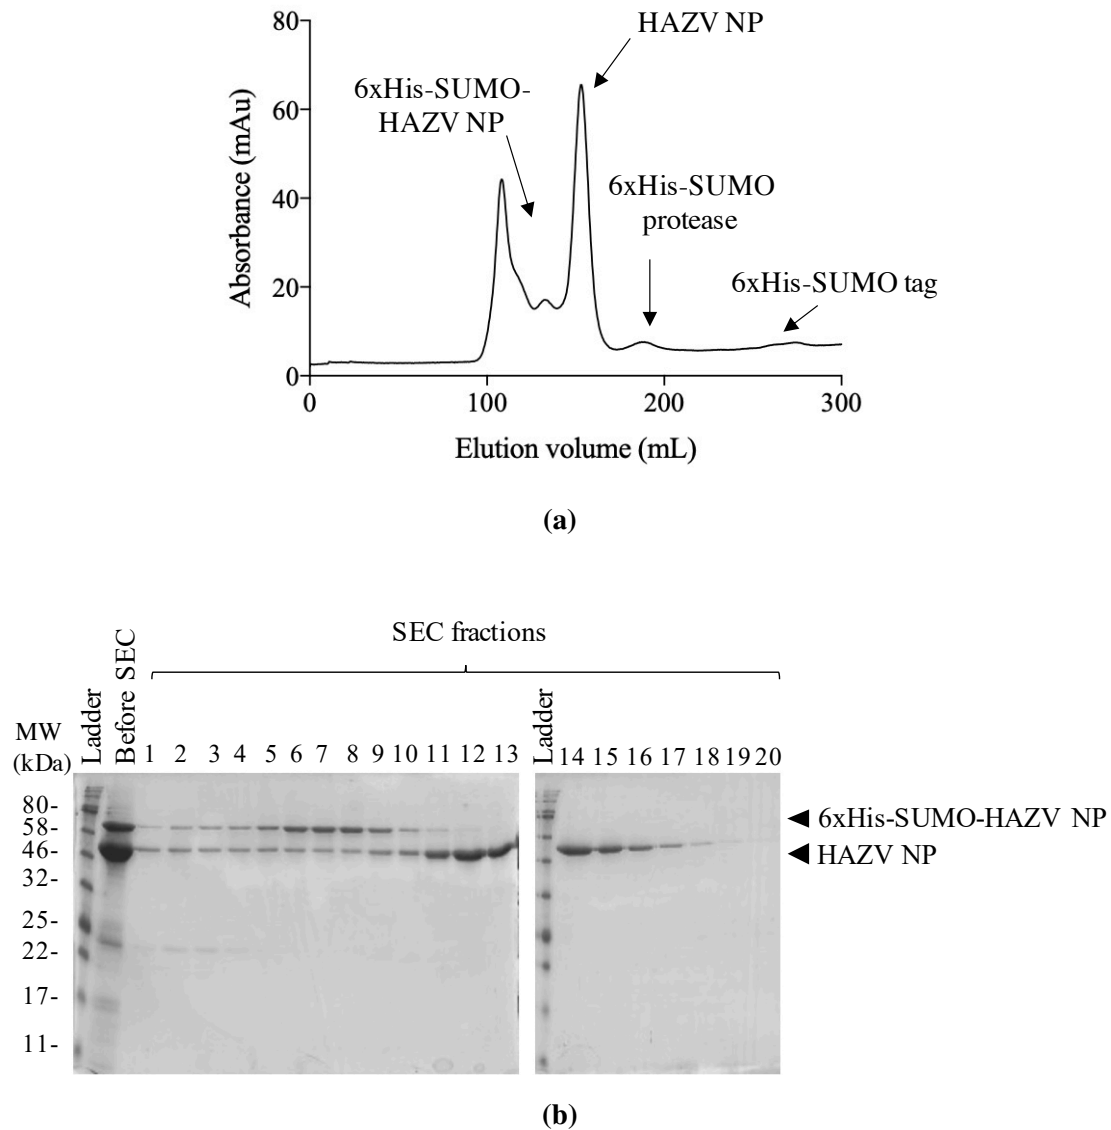 80
HAZV NP
6xHis-SUMO-
HAZV NP
60
Absorbance (mAu)
6xHis-SUMO
protease
40
6xHis-SUMO tag
20
0
0 100 200 300
Elution volume (mL)
(a)
SEC fractions
Ladder
Before SEC
Ladder
MW
(kDa)
1 2 3 4 5 6 7 8 9 10 11 12 13
14 15 16 17 18 19 20
80-
58-
46-
32-
25-
22-
17-
11-
6xHis-SUMO-HAZV NP
HAZV NP
(b)